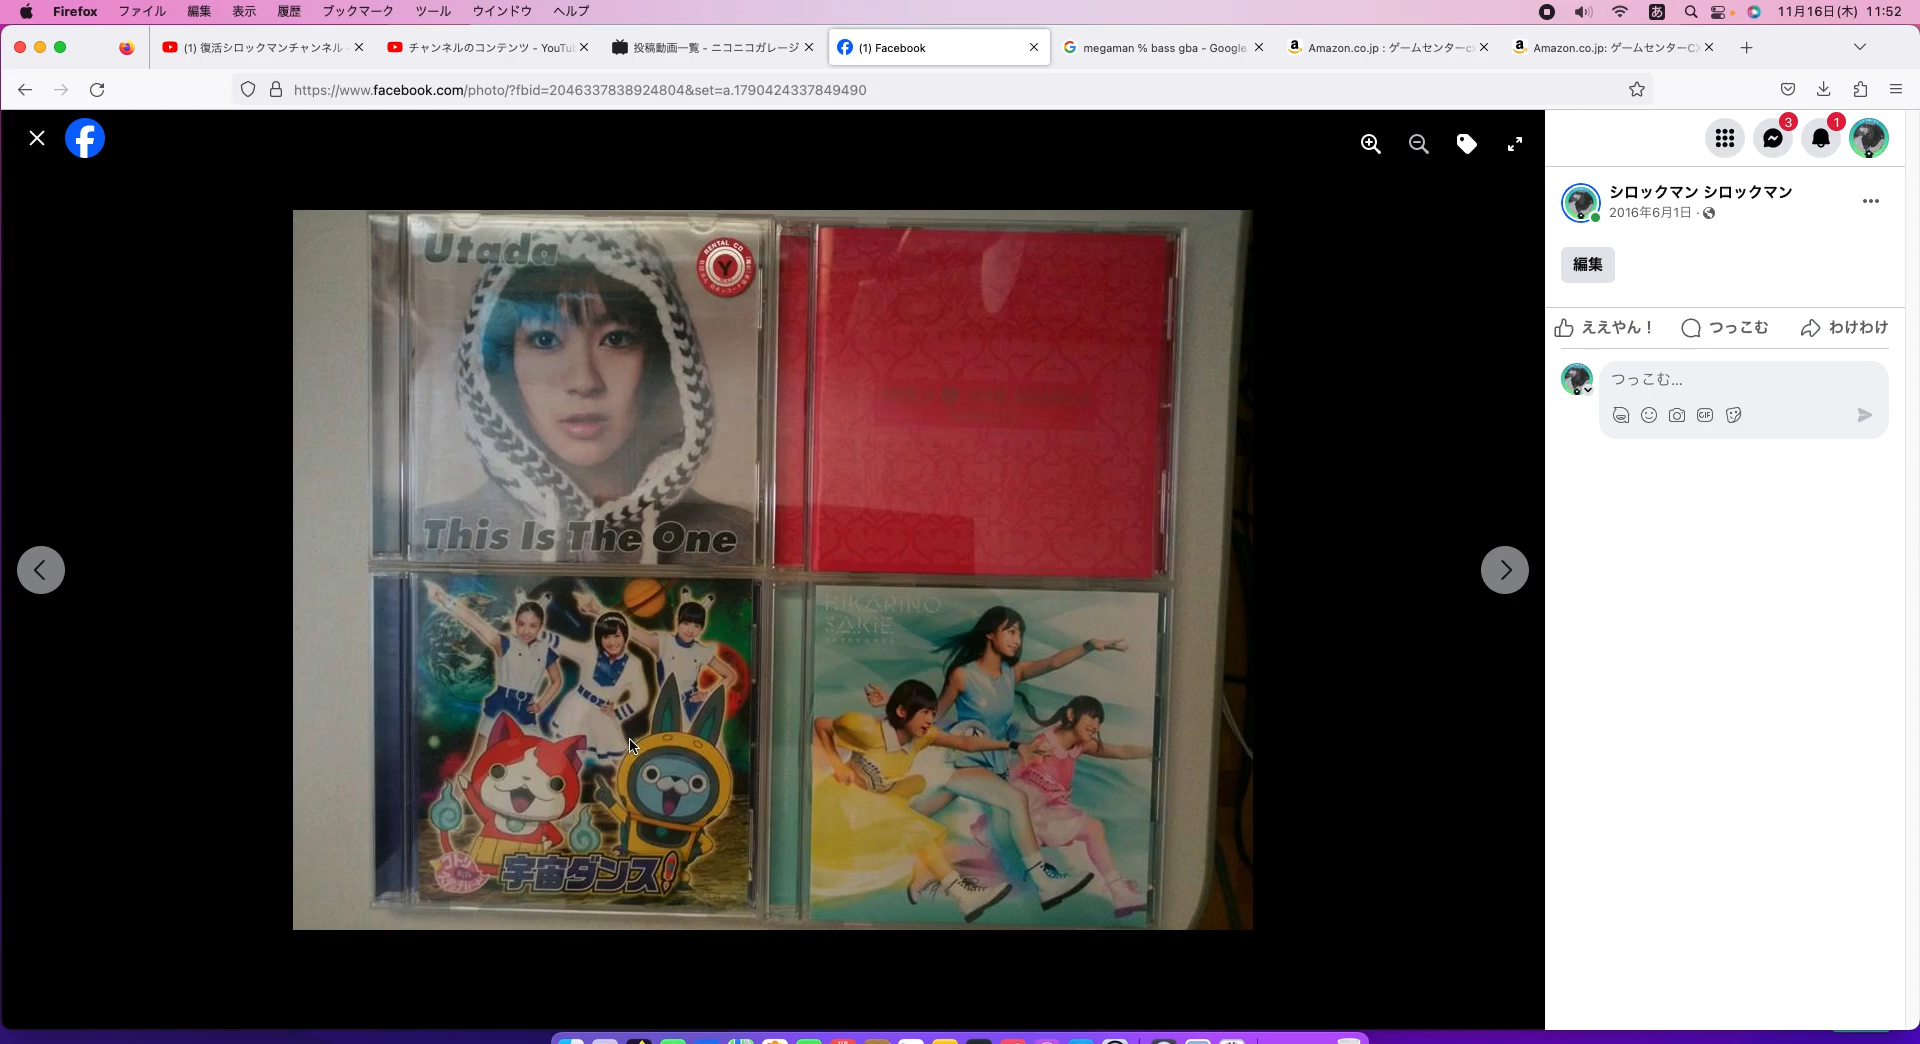 Firefox ファイル 編集 表示 履歴 ブックマーク ツール ウインドウ ヘルプ
あ
11月16日(木) 11:52
(1) 復活シロックマンチャンネル -
チャンネルのコンテンツ - YouTu
投稿動画一覧 - ニコニコガレージ
(1) Facebook
megaman % bass gba - Google
Amazon.co.jp : ゲームセンターc
Amazon.co.jp: ゲームセンターC
https://www.facebook.com/photo/?fbid=2046337838924804&set=a.1790424337849490
3
1
シロックマン シロックマン
2016年6月1日 ·
編集
ええやん!
つっこむ
わけわけ
つっこむ...
GIF
Utada
RENTAL CD
Y
This Is The One
コトリ with
宇宙ダンス!
HIKARINO
SAKIE